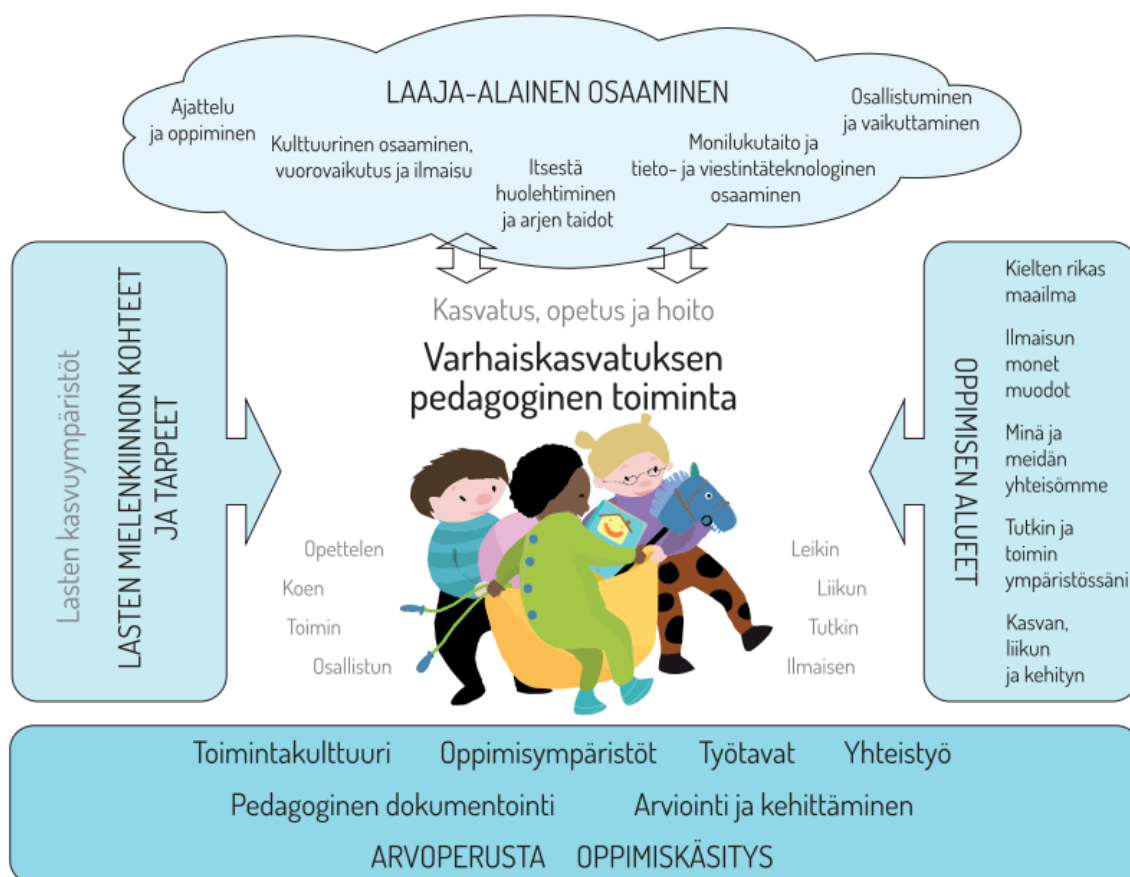 LAAJA-ALAINEN OSAAMINEN
Ajattelu
ja oppiminen
Kulttuurinen osaaminen,
vuorovaikutus ja ilmaisu
Itsestä
huolehtiminen
ja arjen taidot
Monilukutaito ja
tieto- ja viestintäteknologinen
osaaminen
Osallistuminen
ja vaikuttaminen
Lasten kasvuympäristöt
LASTEN MIELENKIINNON KOHTEET
JA TARPEET
Kasvatus, opetus ja hoito
Varhaiskasvatuksen
pedagoginen toiminta
Opettelen
Koen
Toimin
Osallistun
Leikin
Liikun
Tutkin
Ilmaisen
OPPIMISEN ALUEET
Kielten rikas
maailma
Ilmaisun
monet
muodot
Minä ja
meidän
yhteisömme
Tutkin ja
toimin
ympäristössäni
Kasvan,
liikun
ja kehityn
Toimintakulttuuri Oppimisympäristöt Työtavat Yhteistyö
Pedagoginen dokumentointi Arviointi ja kehittäminen
ARVOPERUSTA OPPIMISKÄSITYS